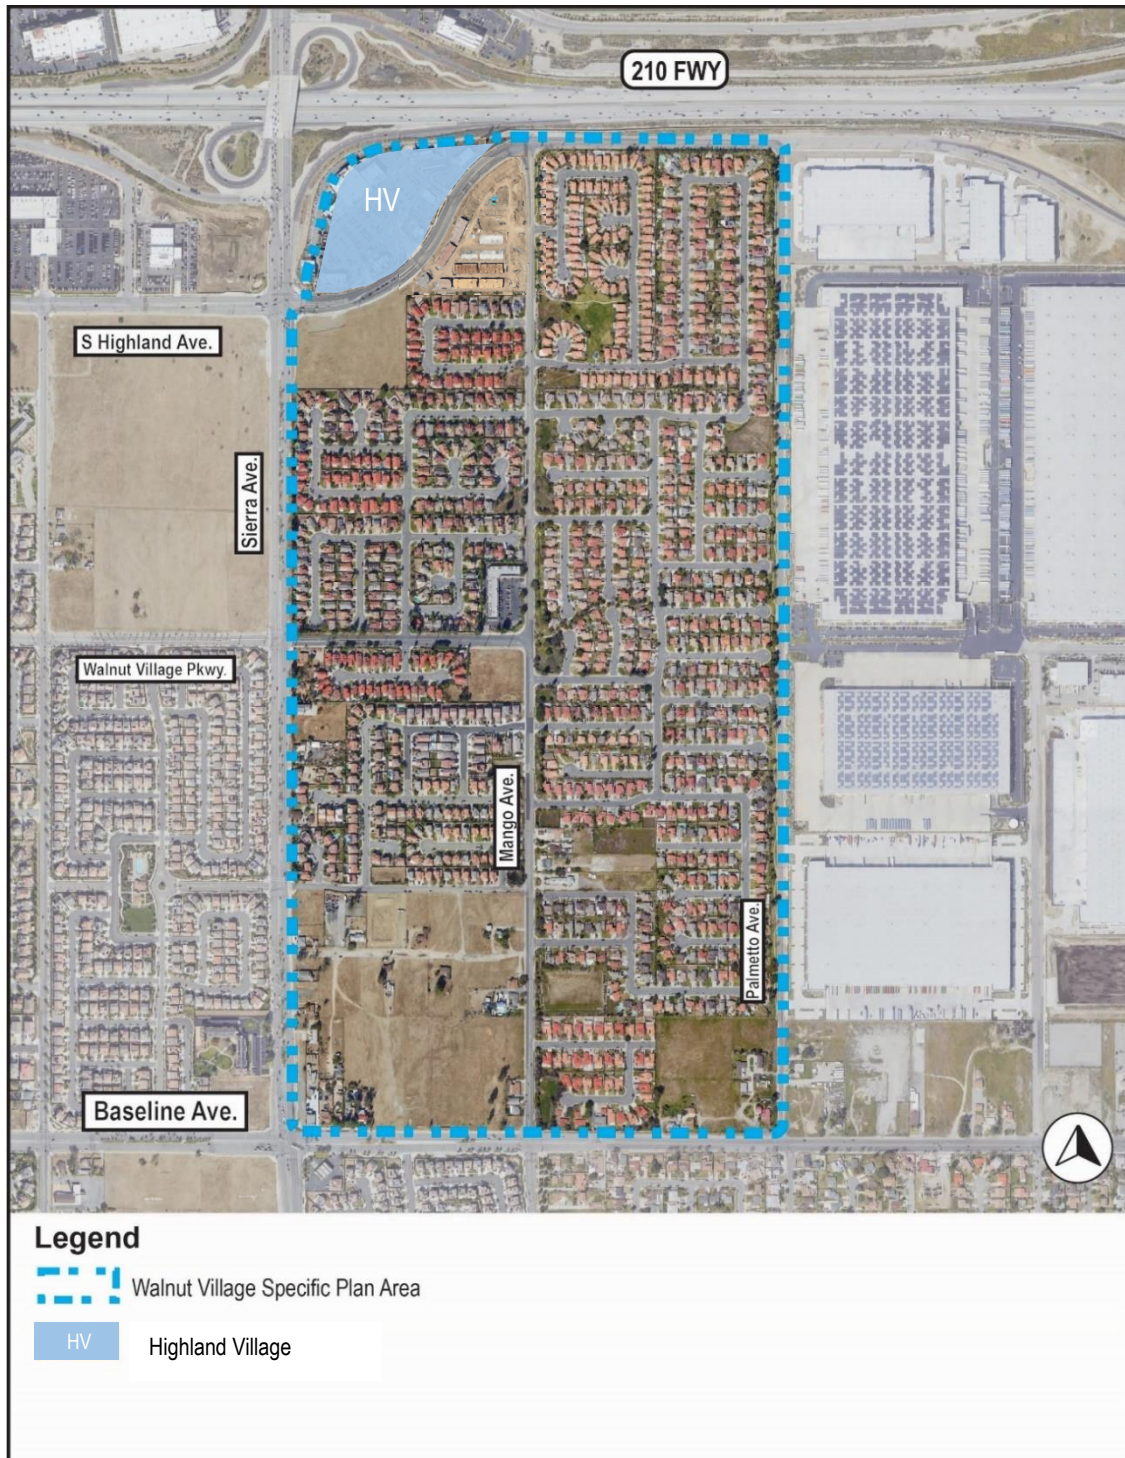 210 FWY
HV
S Highland Ave.
Sierra Ave.
Walnut Village Pkwy.
Mango Ave.
Palmetto Ave.
Baseline Ave.
Legend
Walnut Village Specific Plan Area
HV Highland Village